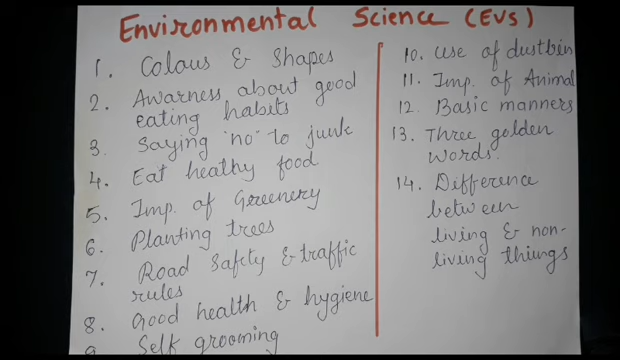 Environmental Science (EVS)
1. Colous & Shapes
2. Awarness about good
eating habits
3. Saying "no" to junk
4. Eat heathy food
5. Imp. of Greenery
6. Planting trees
7. Road Safety & traffic
rules
8. Good health & hygiene
9. Self grooming
10. Use of dustbin
11. Imp. of Animal
12. Basic manners
13. Three golden
words.
14. Difference
between
living & non-
living things